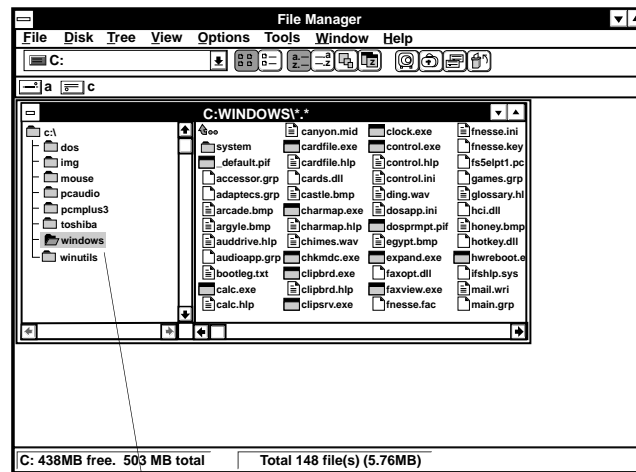 File Manager
File Disk Tree View Options Tools Window Help
C:
a c
C:WINDOWS\*.*
c:\
dos
img
mouse
pcaudio
pcmplus3
toshiba
windows
winutils
system
_default.pif
accessor.grp
adaptecs.grp
arcade.bmp
argyle.bmp
auddrive.hlp
audioapp.grp
bootleg.txt
calc.exe
calc.hlp
canyon.mid
cardfile.exe
cardfile.hlp
cards.dll
castle.bmp
charmap.exe
charmap.hlp
chimes.wav
chkmdc.exe
clipbrd.exe
clipbrd.hlp
clipsrv.exe
clock.exe
control.exe
control.hlp
control.ini
ding.wav
dosapp.ini
dosprmpt.pif
egypt.bmp
expand.exe
faxopt.dll
faxview.exe
fnesse.fac
fnesse.ini
fnesse.key
fs5elpt1.pc
games.grp
glossary.hl
hci.dll
honey.bmp
hotkey.dll
hwreboot.e
ifshlp.sys
mail.wri
main.grp
C: 438MB free. 503 MB total Total 148 file(s) (5.76MB)